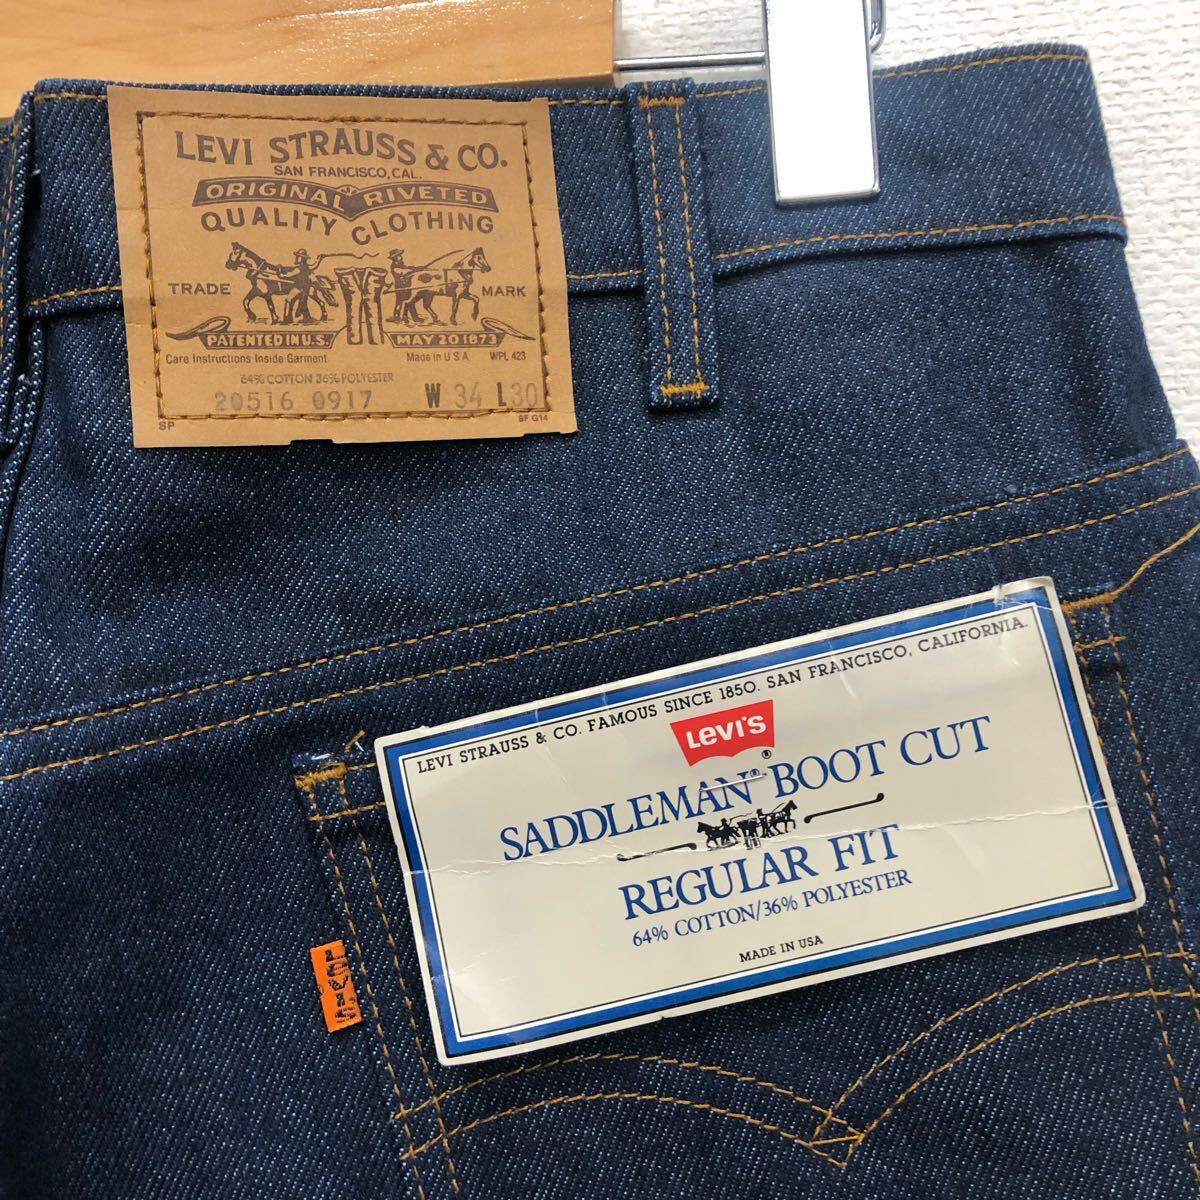 LEVI STRAUSS & CO.
SAN FRANCISCO, CAL.
ORIGINAL RIVETED
QUALITY CLOTHING
TRADE MARK
PATENTED IN U.S. MAY 20 1873
Care Instructions Inside Garment Made in U S A WPL 423
64% COTTON 36% POLYESTER
20516 0917 W 34 L 30
SP SF G14
LEVI STRAUSS & CO. FAMOUS SINCE 1850. SAN FRANCISCO, CALIFORNIA.
LEVI'S
®
SADDLEMAN® BOOT CUT
REGULAR FIT
64% COTTON/36% POLYESTER
MADE IN USA
LEVI'S